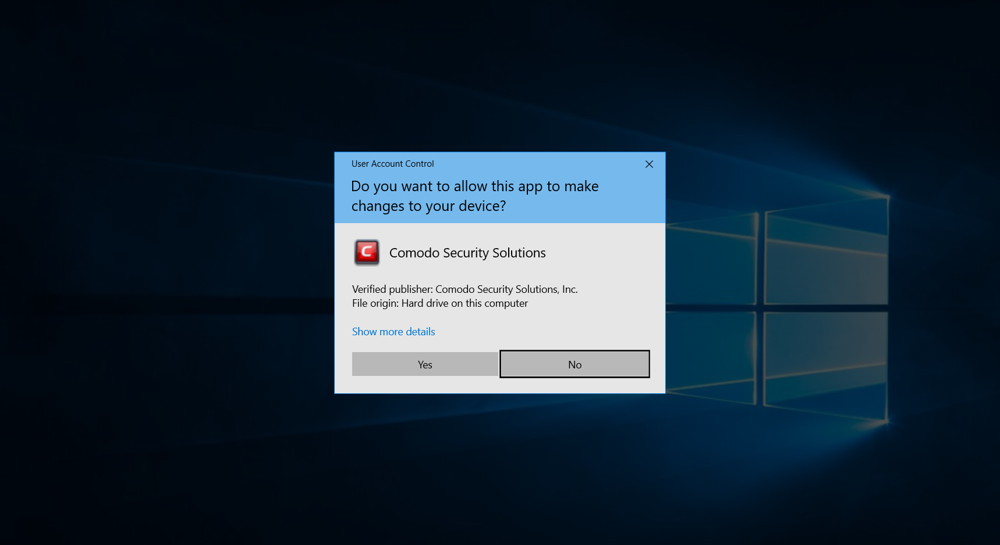 User Account Control
Do you want to allow this app to make
changes to your device?
C
Comodo Security Solutions
Verified publisher: Comodo Security Solutions, Inc.
File origin: Hard drive on this computer
Show more details
Yes
No